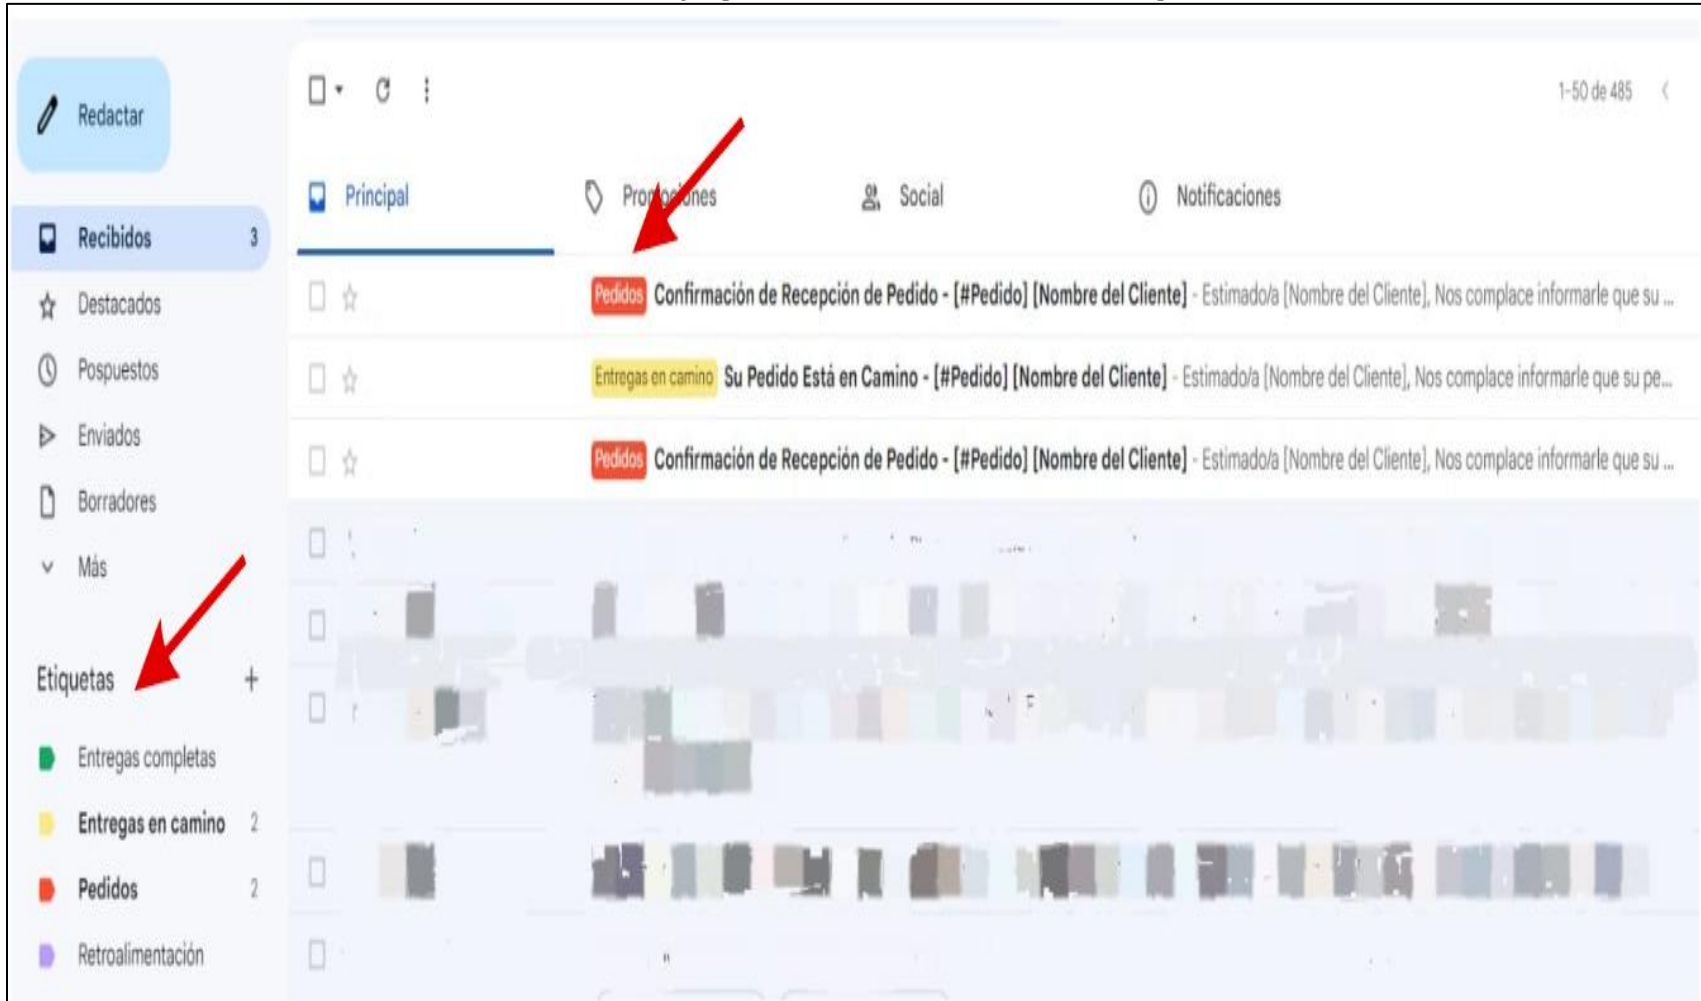 Redactar
1-50 de 485
Principal
Promociones
Social
Notificaciones
Recibidos 3
Destacados
Pospuestos
Enviados
Borradores
Más
Pedidos Confirmación de Recepción de Pedido - [#Pedido] [Nombre del Cliente] - Estimado/a [Nombre del Cliente], Nos complace informarle que su ...
Entregas en camino Su Pedido Está en Camino - [#Pedido] [Nombre del Cliente] - Estimado/a [Nombre del Cliente], Nos complace informarle que su pe...
Pedidos Confirmación de Recepción de Pedido - [#Pedido] [Nombre del Cliente] - Estimado/a [Nombre del Cliente], Nos complace informarle que su ...
Etiquetas +
Entregas completas
Entregas en camino 2
Pedidos 2
Retroalimentación